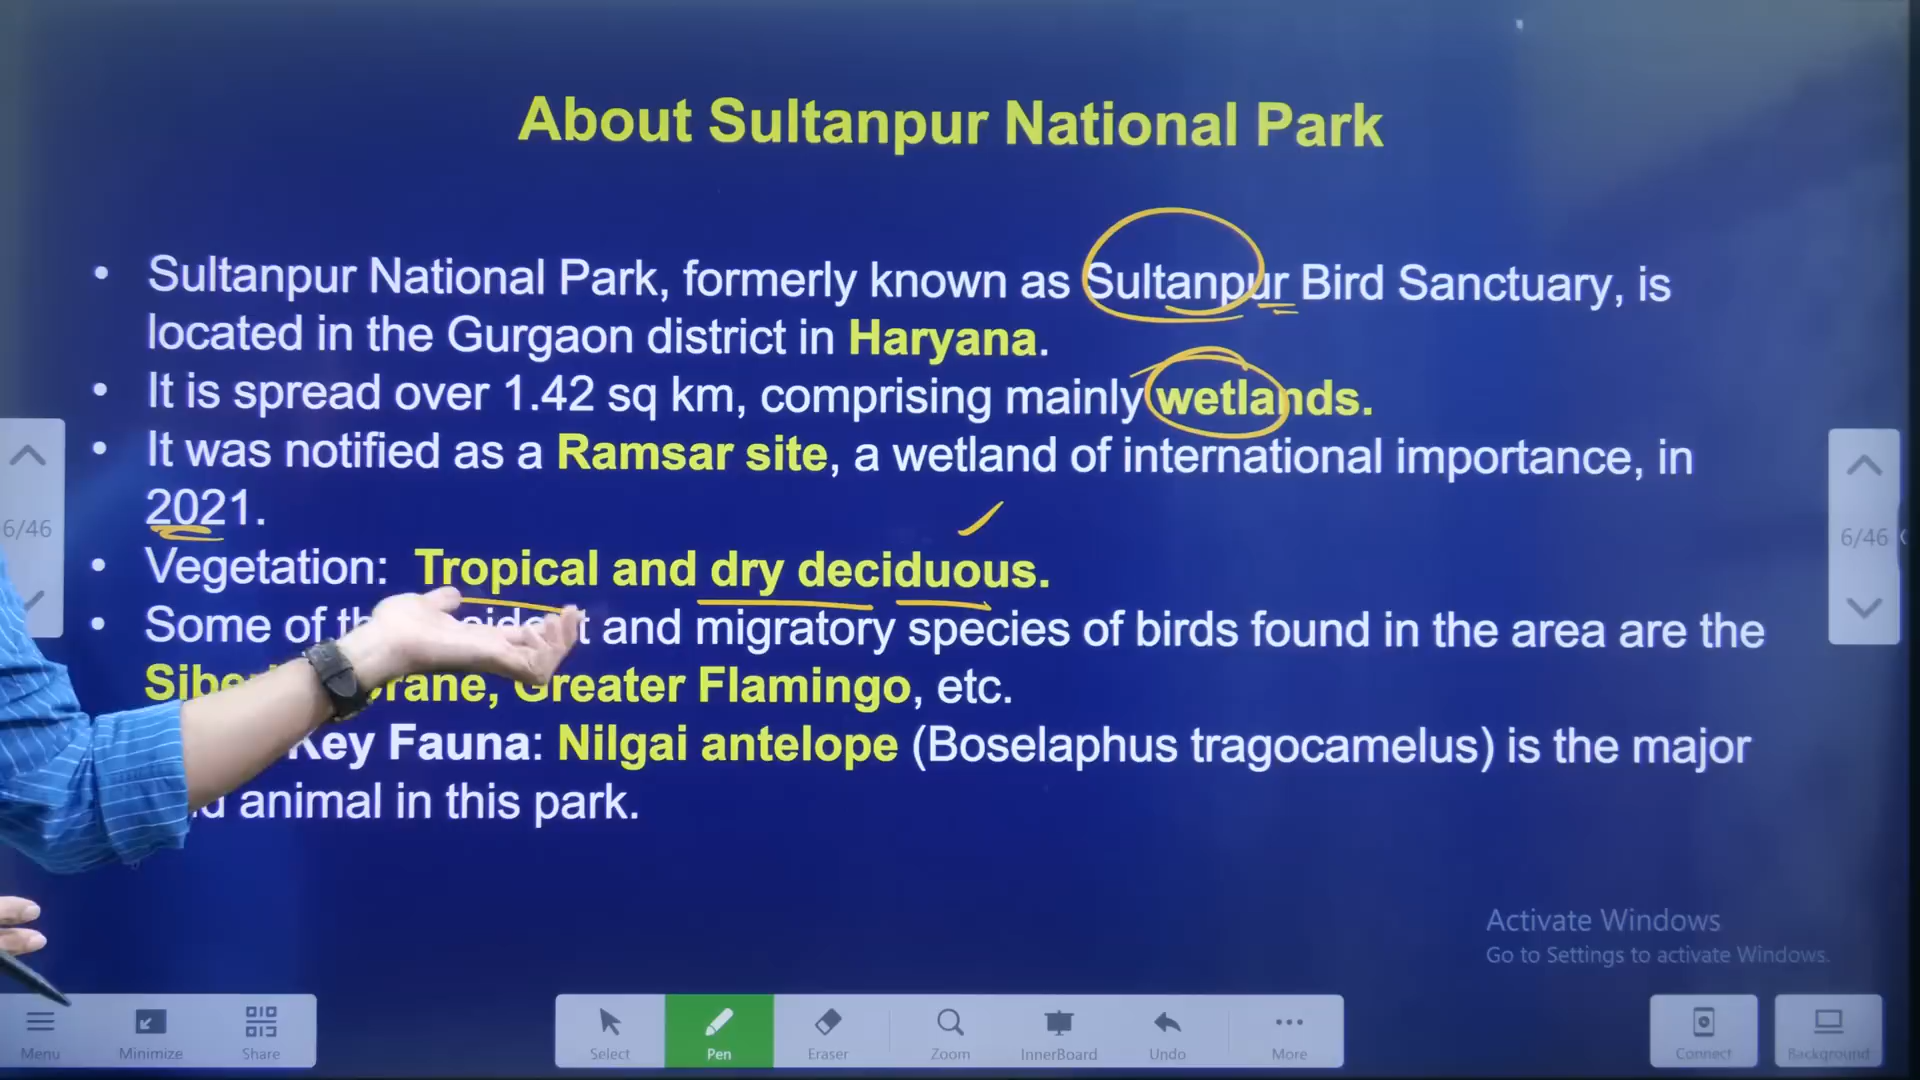 About Sultanpur National Park
• Sultanpur National Park, formerly known as Sultanpur Bird Sanctuary, is
located in the Gurgaon district in Haryana.
• It is spread over 1.42 sq km, comprising mainly wetlands.
• It was notified as a Ramsar site, a wetland of international importance, in
2021.
• Vegetation: Tropical and dry deciduous.
• Some of and migratory species of birds found in the area are the
Greater Flamingo, etc.
Key Fauna: Nilgai antelope (Boselaphus tragocamelus) is the major
animal in this park.
6/46
6/46
Activate Windows
Go to Settings to activate Windows.
Menu Minimize Share Select Pen Eraser Zoom InnerBoard Undo More Connect Background